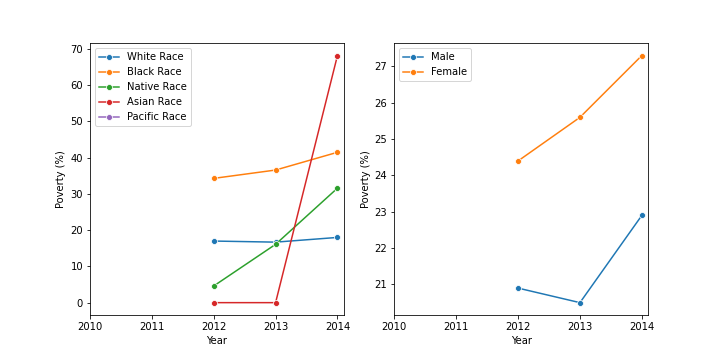 70
60
50
40
30
20
10
0
Poverty (%)
White Race
Black Race
Native Race
Asian Race
Pacific Race
2010 2011 2012 2013 2014
Year
27
26
25
24
23
22
21
Poverty (%)
Male
Female
2010 2011 2012 2013 2014
Year